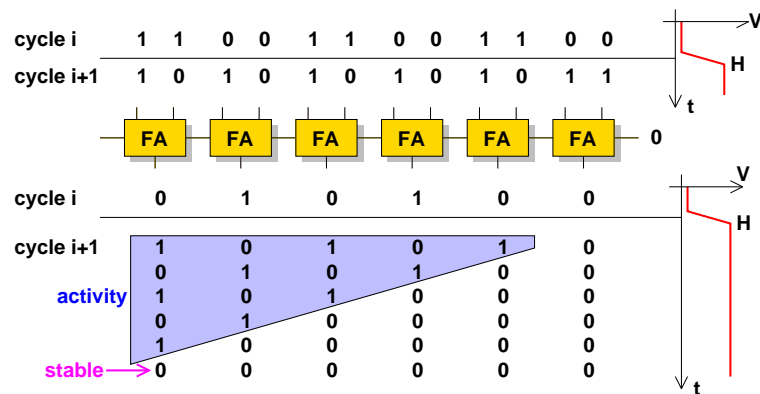 V
cycle i 1 1 0 0 1 1 0 0 1 1 0 0
H
cycle i+1 1 0 1 0 1 0 1 0 1 0 1 1
t
FA FA FA FA FA FA 0
V
cycle i 0 1 0 1 0 0
H
cycle i+1 1 0 1 0 1 0
0 1 0 1 0 0
activity 1 0 1 0 0 0
0 1 0 0 0 0
1 0 0 0 0 0
stable 0 0 0 0 0 0
t